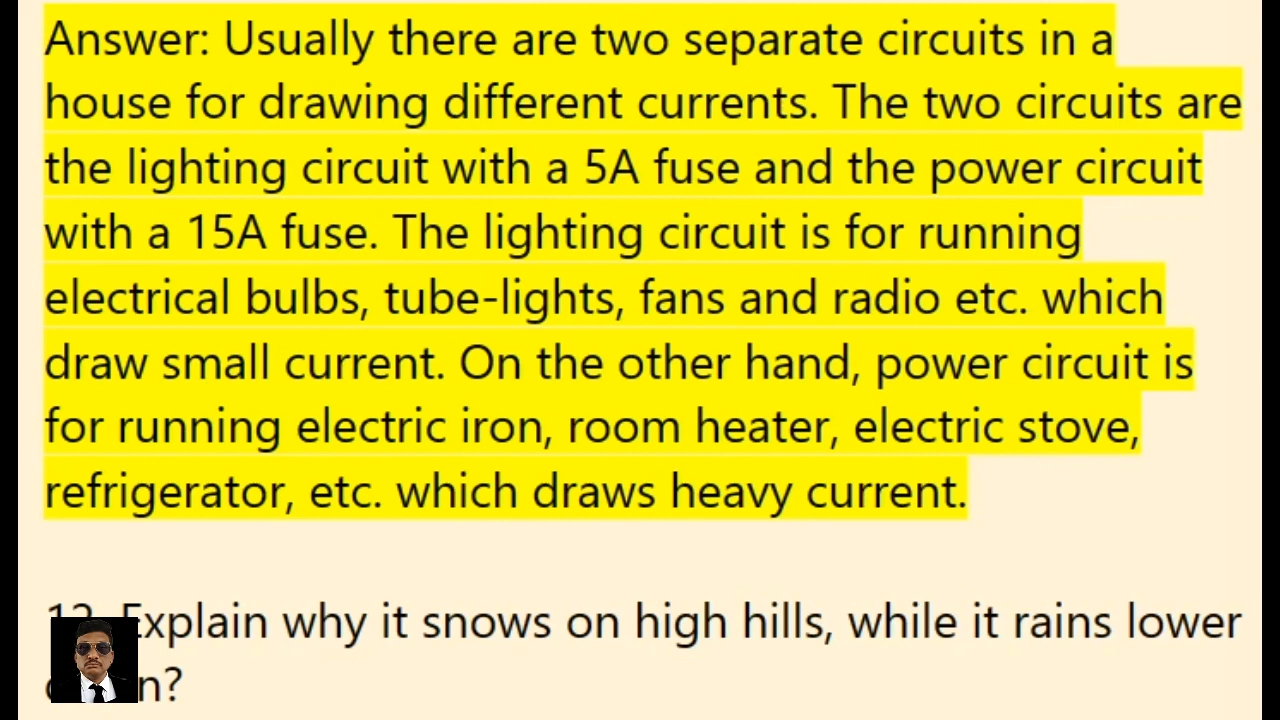 Answer: Usually there are two separate circuits in a
house for drawing different currents. The two circuits are
the lighting circuit with a 5A fuse and the power circuit
with a 15A fuse. The lighting circuit is for running
electrical bulbs, tube-lights, fans and radio etc. which
draw small current. On the other hand, power circuit is
for running electric iron, room heater, electric stove,
refrigerator, etc. which draws heavy current.
Explain why it snows on high hills, while it rains lower